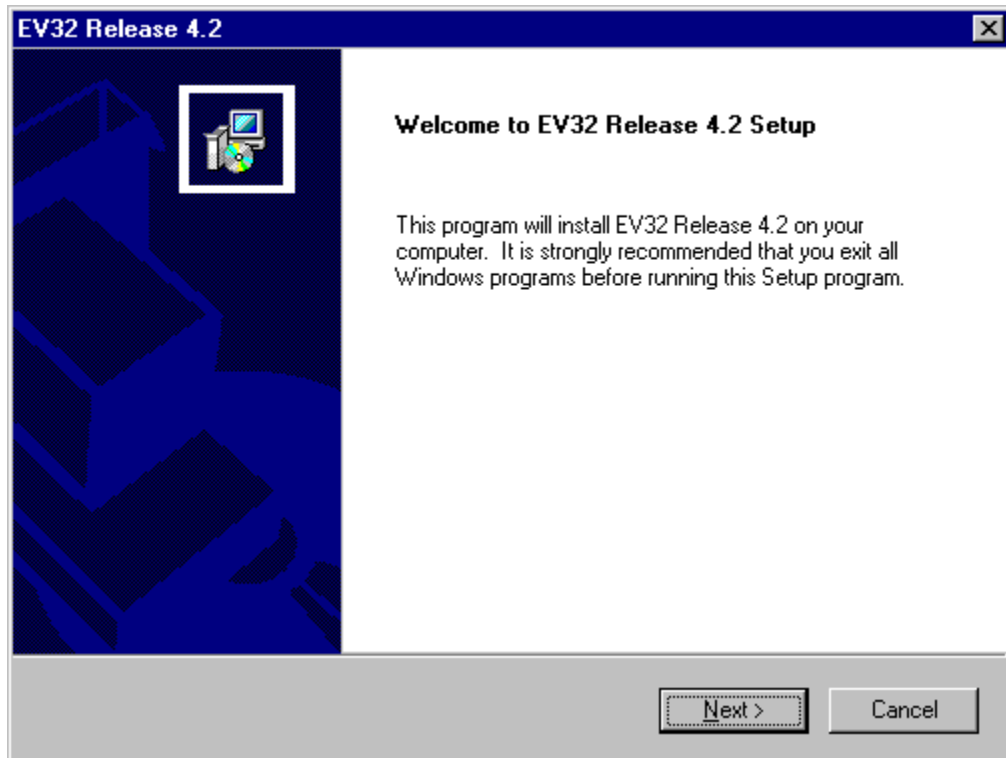 EV32 Release 4.2
Welcome to EV32 Release 4.2 Setup
This program will install EV32 Release 4.2 on your
computer.  It is strongly recommended that you exit all
Windows programs before running this Setup program.
Next >
Cancel